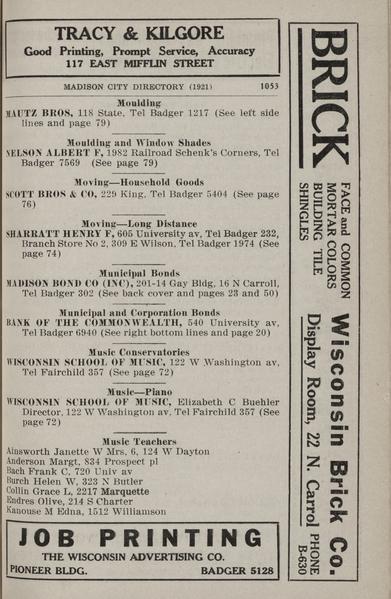 TRACY & KILGORE
Good Printing, Prompt Service, Accuracy
117 EAST MIFFLIN STREET
MADISON CITY DIRECTORY (1921) 1053
Moulding
MAUTZ BROS, 118 State, Tel Badger 1217 (See left side
lines and page 79)
Moulding and Window Shades
NELSON ALBERT F, 1982 Railroad Schenk's Corners, Tel
Badger 7569 (See page 79)
Moving—Household Goods
SCOTT BROS & CO, 229 King, Tel Badger 5404 (See page
76)
Moving—Long Distance
SHARRATT HENRY F, 605 University av, Tel Badger 232,
Branch Store No 2, 309 E Wilson, Tel Badger 1974 (See
page 74)
Municipal Bonds
MADISON BOND CO (INC), 201-14 Gay Bldg, 16 N Carroll,
Tel Badger 302 (See back cover and pages 23 and 50)
Municipal and Corporation Bonds
BANK OF THE COMMONWEALTH, 540 University av,
Tel Badger 6940 (See right bottom lines and page 20)
Music Conservatories
WISCONSIN SCHOOL OF MUSIC, 122 W Washington av,
Tel Fairchild 357 (See page 72)
Music—Piano
WISCONSIN SCHOOL OF MUSIC, Elizabeth C Buehler
Director, 122 W Washington av, Tel Fairchild 357 (See
page 72)
Music Teachers
Ainsworth Janette W Mrs, 6, 124 W Dayton
Anderson Margt, 834 Prospect pl
Bach Frank C, 720 Univ av
Burch Helen W, 323 N Butler
Collin Grace L, 2217 Marquette
Endres Olive, 214 S Charter
Kanouse M Edna, 1512 Williamson
JOB PRINTING
THE WISCONSIN ADVERTISING CO.
PIONEER BLDG. BADGER 5128
BRICK
FACE and COMMON
MORTAR COLORS
BUILDING TILE
SHINGLES
Wisconsin Brick Co.
Display Room, 22 N. Carrol
PHONE
B-630